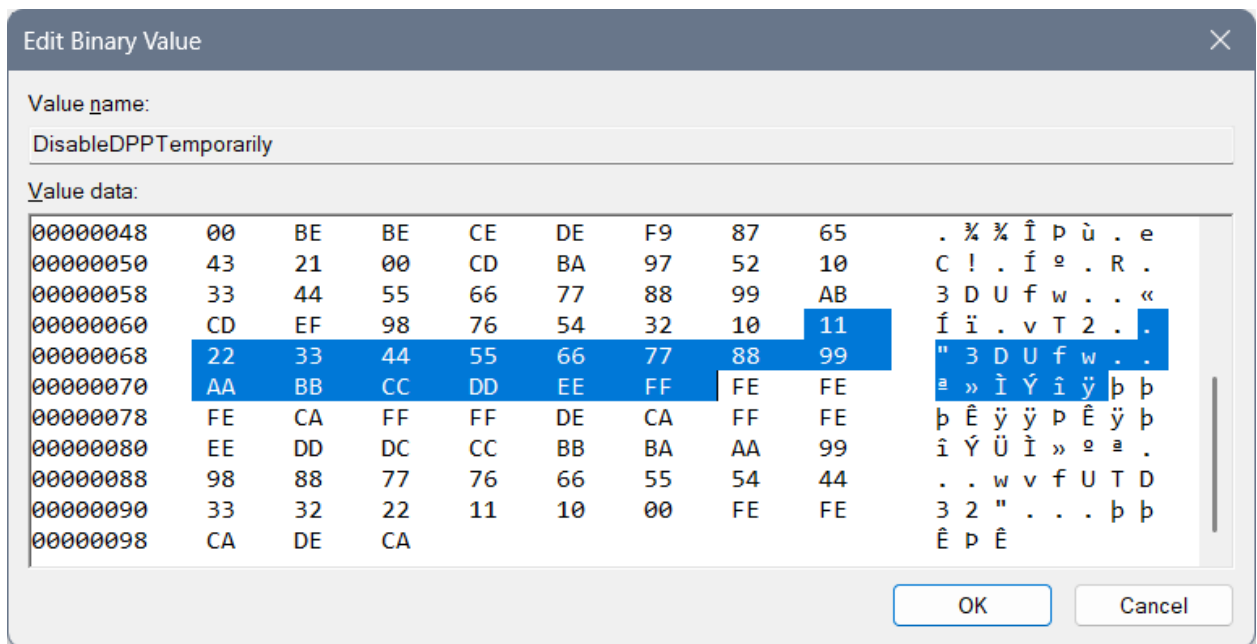 Edit Binary Value
Value name:
DisableDPPTemporarily
Value data:
00000048 00 BE BE CE DE F9 87 65 . ¾ ¾ Î Þ ù . e
00000050 43 21 00 CD BA 97 52 10 C ! . Í º . R .
00000058 33 44 55 66 77 88 99 AB 3 D U f w . . «
00000060 CD EF 98 76 54 32 10 11 Í ï . v T 2 . .
00000068 22 33 44 55 66 77 88 99 " 3 D U f w . .
00000070 AA BB CC DD EE FF FE FE ª » Ì Ý î ÿ þ þ
00000078 FE CA FF FF DE CA FF FE þ Ê ÿ ÿ Þ Ê ÿ þ
00000080 EE DD DC CC BB BA AA 99 î Ý Ü Ì » º ª .
00000088 98 88 77 76 66 55 54 44 . . w v f U T D
00000090 33 32 22 11 10 00 FE FE 3 2 " . . . þ þ
00000098 CA DE CA Ê Þ Ê
OK Cancel